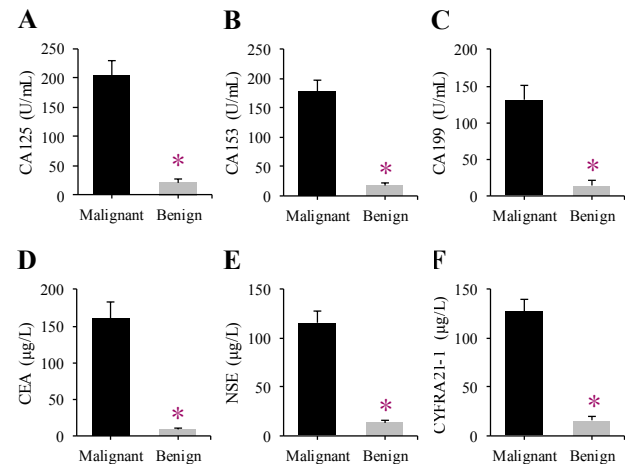 A
CA125 (U/mL)
250
200
150
100
50
0
*
Malignant Benign
B
CA153 (U/mL)
250
200
150
100
50
0
*
Malignant Benign
C
CA199 (U/mL)
200
150
100
50
0
*
Malignant Benign
D
CEA (μg/L)
200
150
100
50
0
*
Malignant Benign
E
NSE (μg/L)
150
100
50
0
*
Malignant Benign
F
CYFRA21-1 (μg/L)
150
100
50
0
*
Malignant Benign